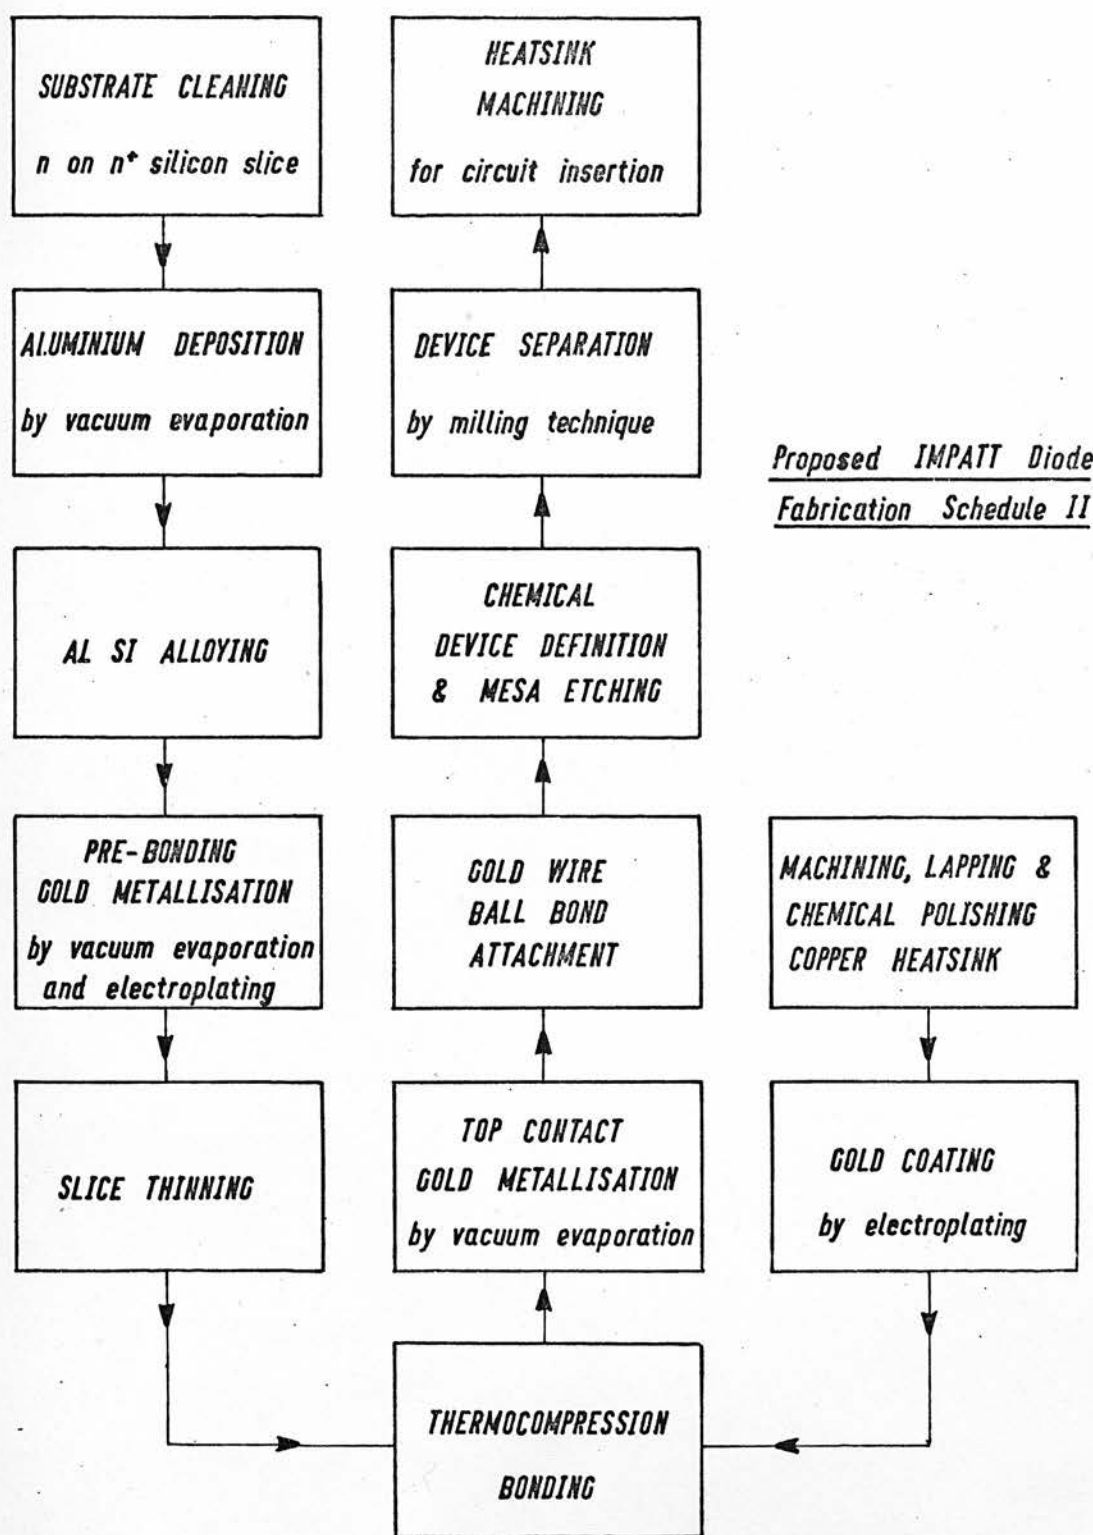 SUBSTRATE CLEANING
n on n⁺ silicon slice
ALUMINIUM DEPOSITION
by vacuum evaporation
AL SI ALLOYING
PRE-BONDING
GOLD METALLISATION
by vacuum evaporation
and electroplating
SLICE THINNING
HEATSINK
MACHINING
for circuit insertion
DEVICE SEPARATION
by milling technique
CHEMICAL
DEVICE DEFINITION
& MESA ETCHING
GOLD WIRE
BALL BOND
ATTACHMENT
TOP CONTACT
GOLD METALLISATION
by vacuum evaporation
THERMOCOMPRESSION
BONDING
Proposed IMPATT Diode
Fabrication Schedule II
MACHINING, LAPPING &
CHEMICAL POLISHING
COPPER HEATSINK
GOLD COATING
by electroplating